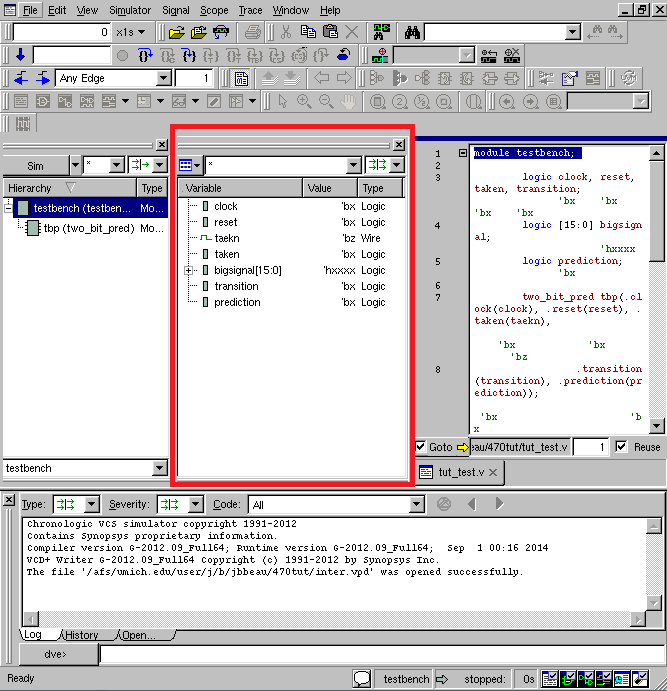 File Edit View Simulator Signal Scope Trace Window Help
0 x1s
Any Edge 1
Sim *
Hierarchy Type
testbench (testben... Mo...
tbp (two_bit_pred) Mo...
testbench
*
Variable Value Type
clock 'bx Logic
reset 'bx Logic
taekn 'bz Wire
taken 'bx Logic
bigsignal[15:0] 'hxxxx Logic
transition 'bx Logic
prediction 'bx Logic
1 module testbench;
2
3 logic clock, reset,
taken, transition;
'bx 'bx
'bx 'bx
4 logic [15:0] bigsign
al;
'hxxxx
5 logic prediction;
'bx
6
7 two_bit_pred tbp(.c
lock(clock), .reset(reset), .
taken(taekn),
'bx 'bx
'bz
8 .transition
(transition), .prediction(pr
ediction));
'bx 'b
x
Goto eau/470tut/tut_test.v 1 Reuse
tut_test.v
Type: Severity: Code: All
Chronologic VCS simulator copyright 1991-2012
Contains Synopsys proprietary information.
Compiler version G-2012.09_Full64; Runtime version G-2012.09_Full64; Sep 1 00:16 2014
VCD+ Writer G-2012.09_Full64 Copyright (c) 1991-2012 by Synopsys Inc.
The file '/afs/umich.edu/user/j/b/jbbeau/470tut/inter.vpd' was opened successfully.
Log History Open...
dve>
Ready testbench stopped: 0s